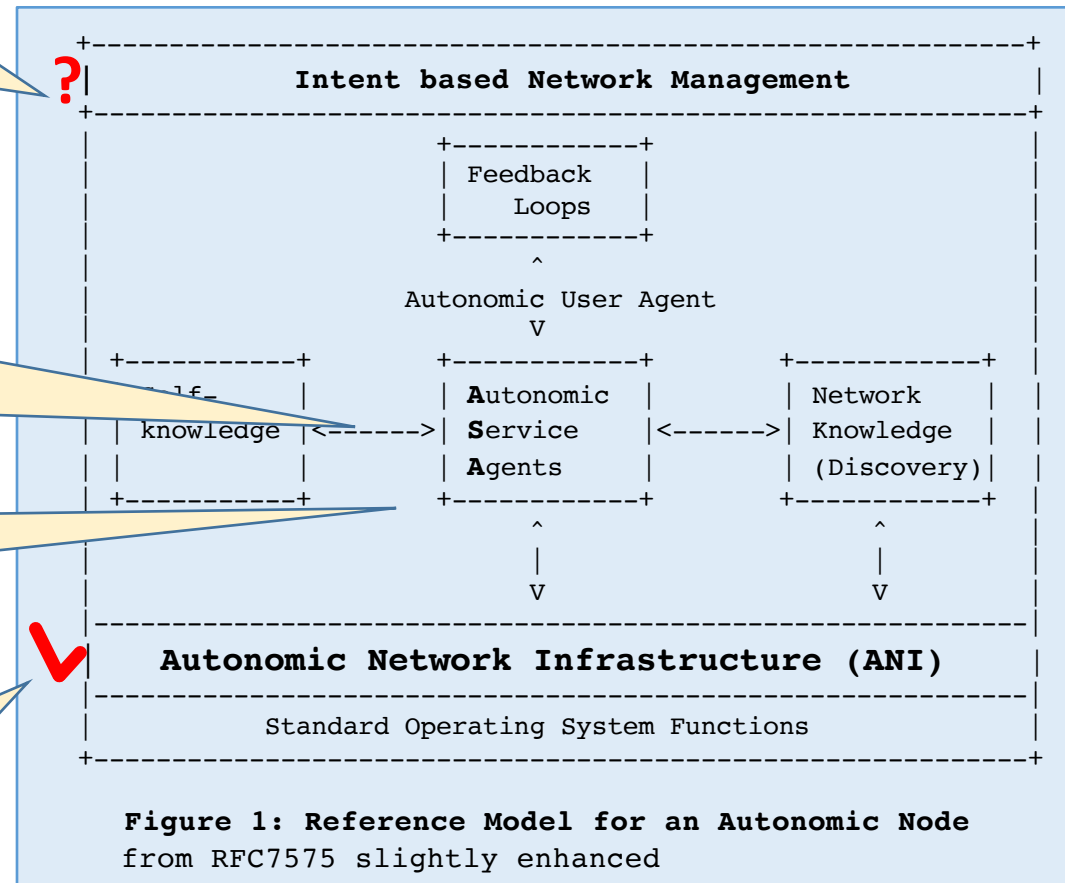 ?
Intent based Network Management
Feedback
Loops
^
Autonomic User Agent
V
Autonomic
Network
knowledge <------> Service <------> Knowledge
Agents (Discovery)
^ ^
V V
Autonomic Network Infrastructure (ANI)
Standard Operating System Functions
Figure 1: Reference Model for an Autonomic Node
from RFC7575 slightly enhanced